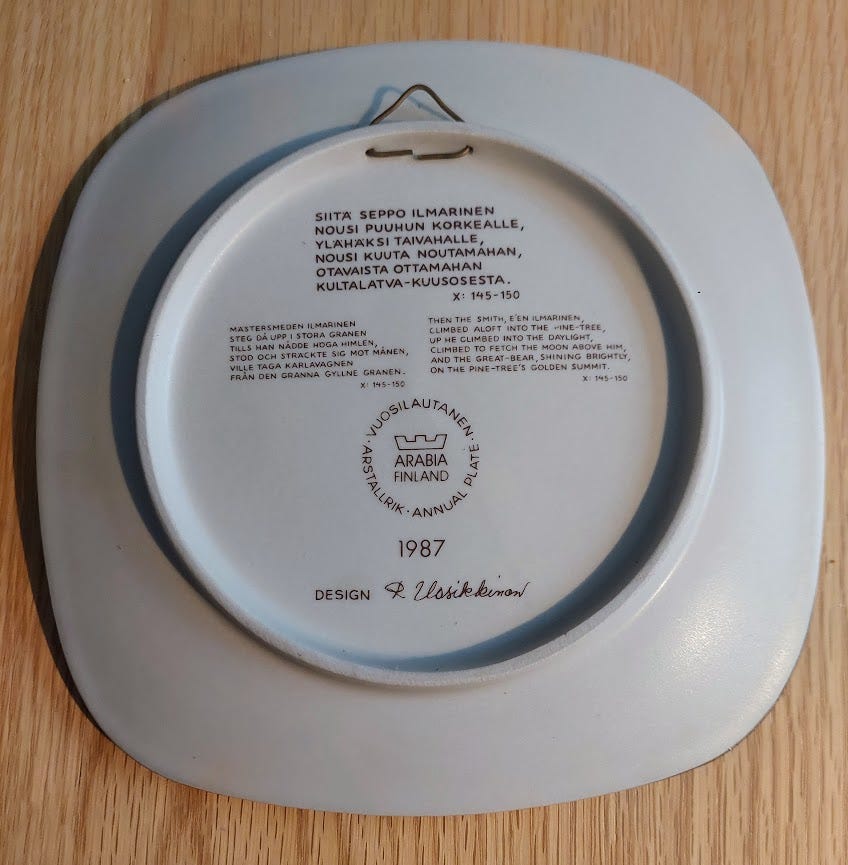 SIITÄ SEPPO ILMARINEN
NOUSI PUUHUN KORKEALLE,
YLÄHÄKSI TAIVAHALLE,
NOUSI KUUTA NOUTAMAHAN,
OTAVAISTA OTTAMAHAN
KULTALATVA-KUUSOSESTA.
X: 145-150
MÄSTERSMEDEN ILMARINEN
STEG DÅ UPP I STORA GRANEN
TILLS HAN NÅDDE HÖGA HIMLEN,
STOD OCH STRÄCKTE SIG MOT MÅNEN,
VILLE TAGA KARLAVAGNEN
FRÅN DEN GRANNA GYLLNE GRANEN.
X: 145-150
THEN THE SMITH, E'EN ILMARINEN,
CLIMBED ALOFT INTO THE PINE-TREE,
UP HE CLIMBED INTO THE DAYLIGHT,
CLIMBED TO FETCH THE MOON ABOVE HIM,
AND THE GREAT-BEAR, SHINING BRIGHTLY,
ON THE PINE-TREE'S GOLDEN SUMMIT.
X: 145-150
· VUOSILAUTANEN ·
ARABIA
FINLAND
ÅRSTALLRIK · ANNUAL PLATE
1987
DESIGN R. Uosikkinen